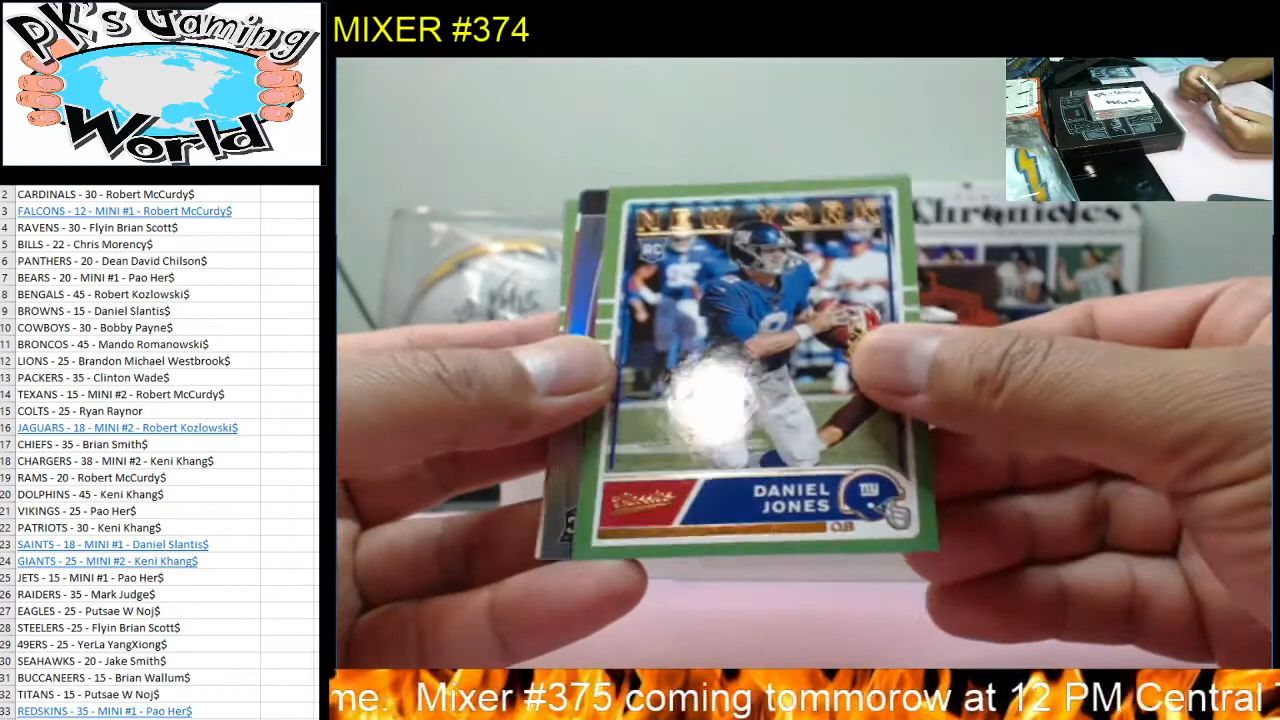 PK's Gaming
World
MIXER #374
2 CARDINALS - 30 - Robert McCurdy$
3 FALCONS - 12 - MINI #1 - Robert McCurdy$
4 RAVENS - 30 - Flyin Brian Scott$
5 BILLS - 22 - Chris Morency$
6 PANTHERS - 20 - Dean David Chilson$
7 BEARS - 20 - MINI #1 - Pao Her$
8 BENGALS - 45 - Robert Kozlowski$
9 BROWNS - 15 - Daniel Slantis$
10 COWBOYS - 30 - Bobby Payne$
11 BRONCOS - 45 - Mando Romanowski$
12 LIONS - 25 - Brandon Michael Westbrook$
13 PACKERS - 35 - Clinton Wade$
14 TEXANS - 15 - MINI #2 - Robert McCurdy$
15 COLTS - 25 - Ryan Raynor
16 JAGUARS - 18 - MINI #2 - Robert Kozlowski$
17 CHIEFS - 35 - Brian Smith$
18 CHARGERS - 38 - MINI #2 - Keni Khang$
19 RAMS - 20 - Robert McCurdy$
20 DOLPHINS - 45 - Keni Khang$
21 VIKINGS - 25 - Pao Her$
22 PATRIOTS - 30 - Keni Khang$
23 SAINTS - 18 - MINI #1 - Daniel Slantis$
24 GIANTS - 25 - MINI #2 - Keni Khang$
25 JETS - 15 - MINI #1 - Pao Her$
26 RAIDERS - 35 - Mark Judge$
27 EAGLES - 25 - Putsae W Noj$
28 STEELERS -25 - Flyin Brian Scott$
29 49ERS - 25 - YerLa YangXiong$
30 SEAHAWKS - 20 - Jake Smith$
31 BUCCANEERS - 15 - Brian Wallum$
32 TITANS - 15 - Putsae W Noj$
33 REDSKINS - 35 - MINI #1 - Pao Her$
NEW YORK
RC
Classics
DANIEL
JONES
QB
Chronicles
me. Mixer #375 coming tommorow at 12 PM Central